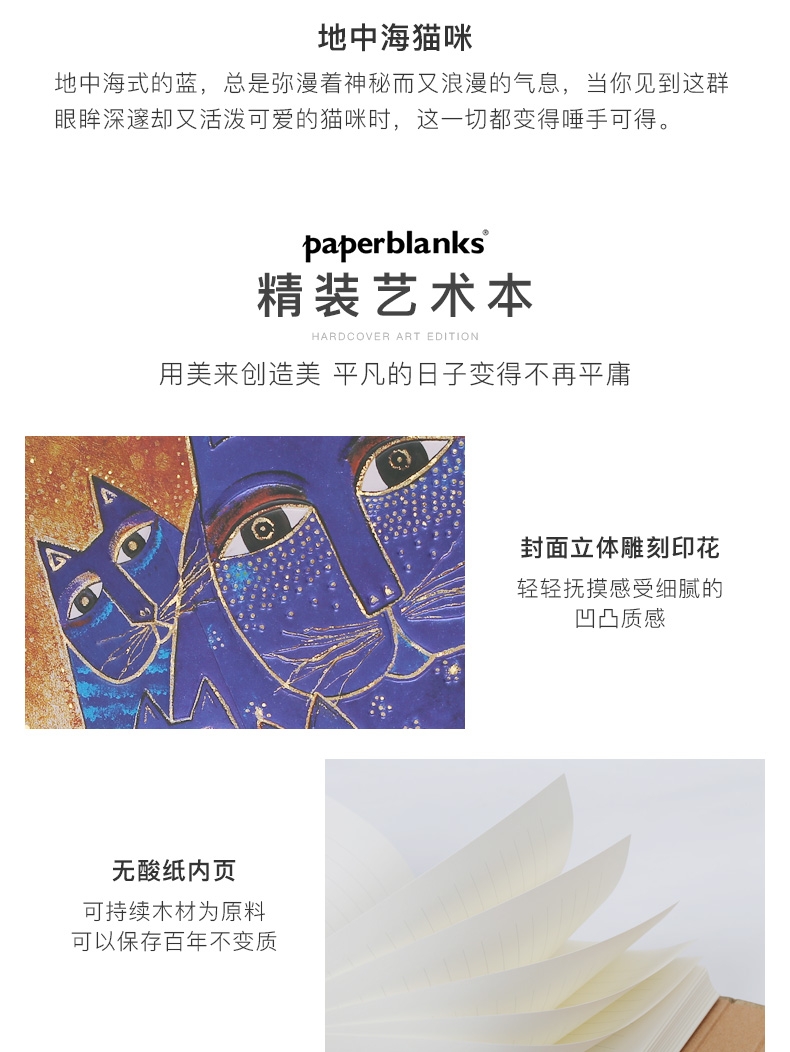 地中海猫咪
地中海式的蓝，总是弥漫着神秘而又浪漫的气息，当你见到这群
眼眸深邃却又活泼可爱的猫咪时，这一切都变得唾手可得。
paperblanks®
精装艺术本
HARDCOVER ART EDITION
用美来创造美 平凡的日子变得不再平庸
封面立体雕刻印花
轻轻抚摸感受细腻的
凹凸质感
无酸纸内页
可持续木材为原料
可以保存百年不变质